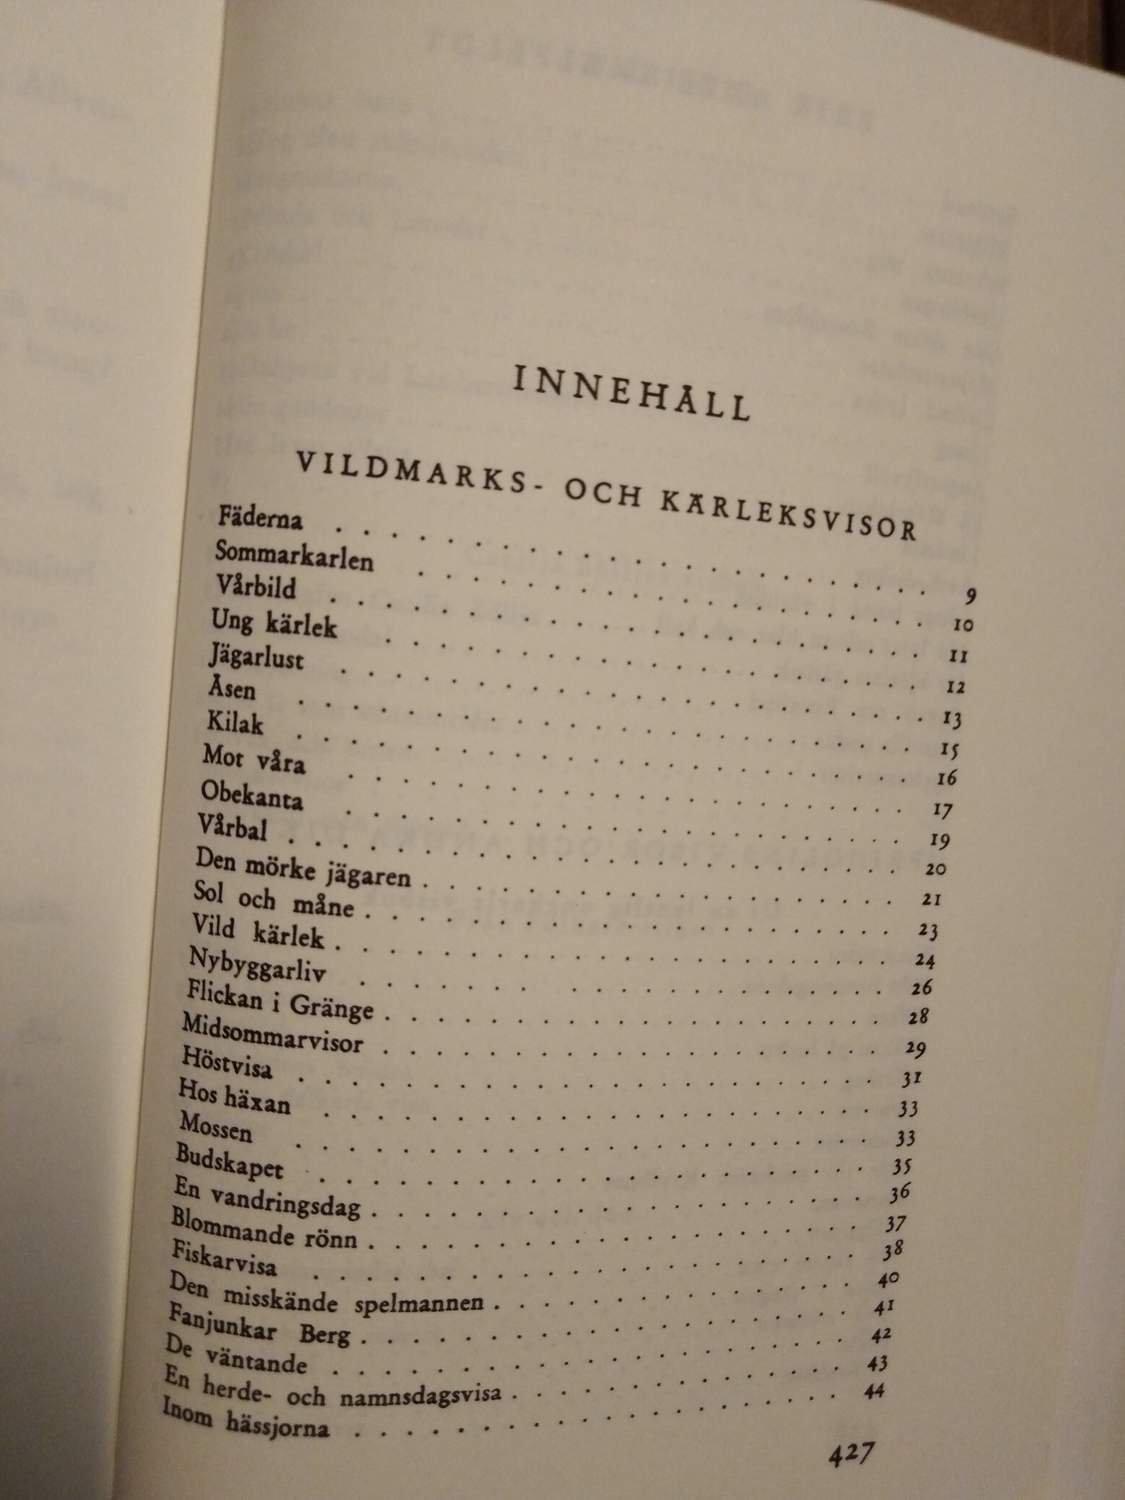 INNEHÅLL
VILDMARKS- OCH KÄRLEKSVISOR
Fäderna . . . . . . . . . . . . . . . . . . . . . . 9
Sommarkarlen . . . . . . . . . . . . . . . . . . . 10
Vårbild . . . . . . . . . . . . . . . . . . . . . . 11
Ung kärlek . . . . . . . . . . . . . . . . . . . . 12
Jägarlust . . . . . . . . . . . . . . . . . . . . . 13
Åsen . . . . . . . . . . . . . . . . . . . . . . . 15
Kilak . . . . . . . . . . . . . . . . . . . . . . . 16
Mot våra . . . . . . . . . . . . . . . . . . . . . 17
Obekanta . . . . . . . . . . . . . . . . . . . . . 19
Vårbal . . . . . . . . . . . . . . . . . . . . . . 20
Den mörke jägaren . . . . . . . . . . . . . . . . . 21
Sol och måne . . . . . . . . . . . . . . . . . . . 23
Vild kärlek . . . . . . . . . . . . . . . . . . . . 24
Nybyggarliv . . . . . . . . . . . . . . . . . . . . 26
Flickan i Gränge . . . . . . . . . . . . . . . . . 28
Midsommarvisor . . . . . . . . . . . . . . . . . . 29
Höstvisa . . . . . . . . . . . . . . . . . . . . . 31
Hos häxan . . . . . . . . . . . . . . . . . . . . . 33
Mossen . . . . . . . . . . . . . . . . . . . . . . 33
Budskapet . . . . . . . . . . . . . . . . . . . . . 35
En vandringsdag . . . . . . . . . . . . . . . . . . 36
Blommande rönn . . . . . . . . . . . . . . . . . . 37
Fiskarvisa . . . . . . . . . . . . . . . . . . . . 38
Den misskände spelmannen . . . . . . . . . . . . . 40
Fanjunkar Berg . . . . . . . . . . . . . . . . . . 41
De väntande . . . . . . . . . . . . . . . . . . . . 42
En herde- och namnsdagsvisa . . . . . . . . . . . . 43
Inom hässjorna . . . . . . . . . . . . . . . . . . 44
427